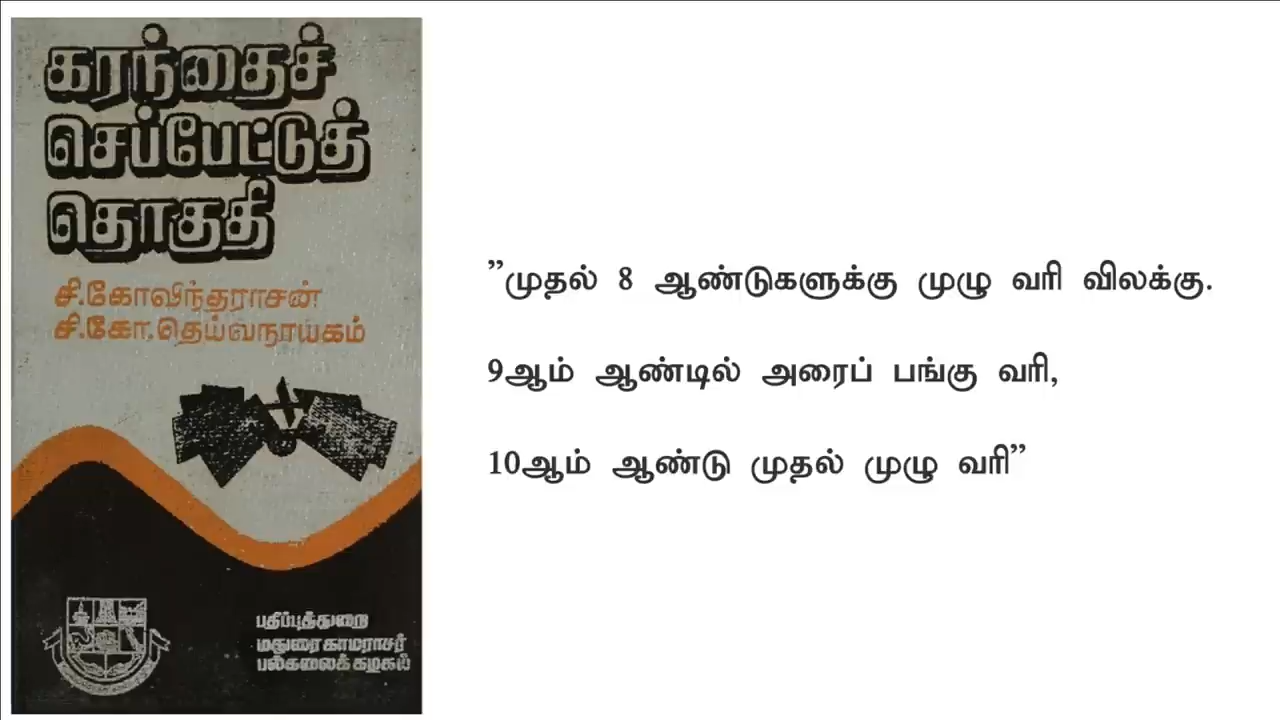 கரந்தைச்
செப்பேட்டுத்
தொகுதி
சி.கோவிந்தராசன்
சி.கோ.தெய்வநாயகம்
பதிப்புத்துறை
மதுரை காமராசர்
பல்கலைக் கழகம்
”முதல் 8 ஆண்டுகளுக்கு முழு வரி விலக்கு.
9ஆம் ஆண்டில் அரைப் பங்கு வரி,
10ஆம் ஆண்டு முதல் முழு வரி”